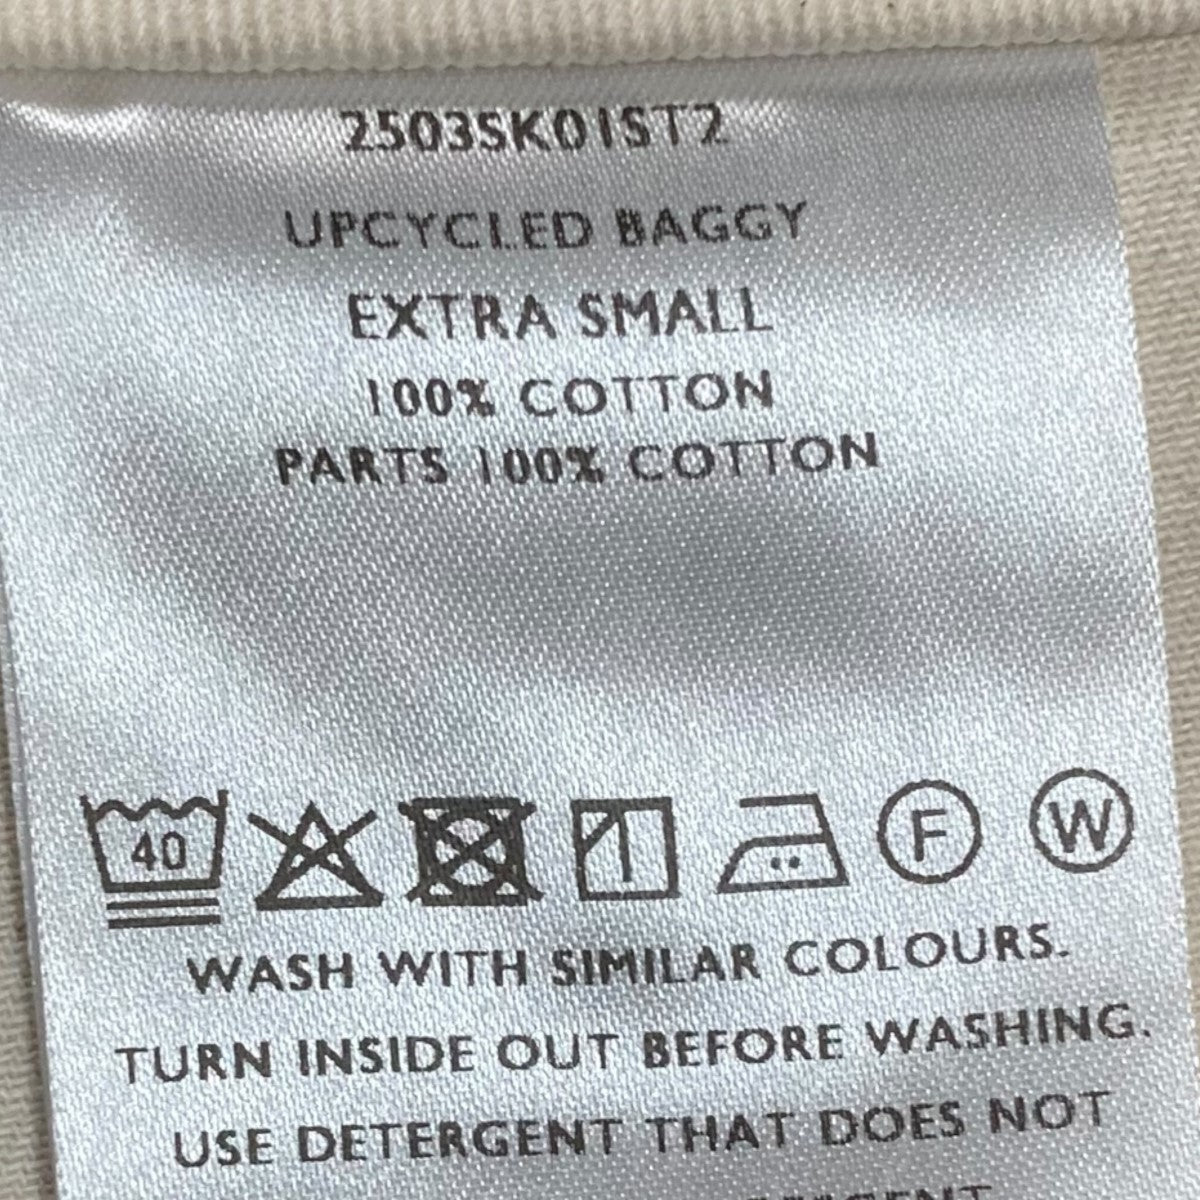 2503SK01ST2
UPCYCLED BAGGY
EXTRA SMALL
100% COTTON
PARTS 100% COTTON
40 F W
WASH WITH SIMILAR COLOURS.
TURN INSIDE OUT BEFORE WASHING.
USE DETERGENT THAT DOES NOT